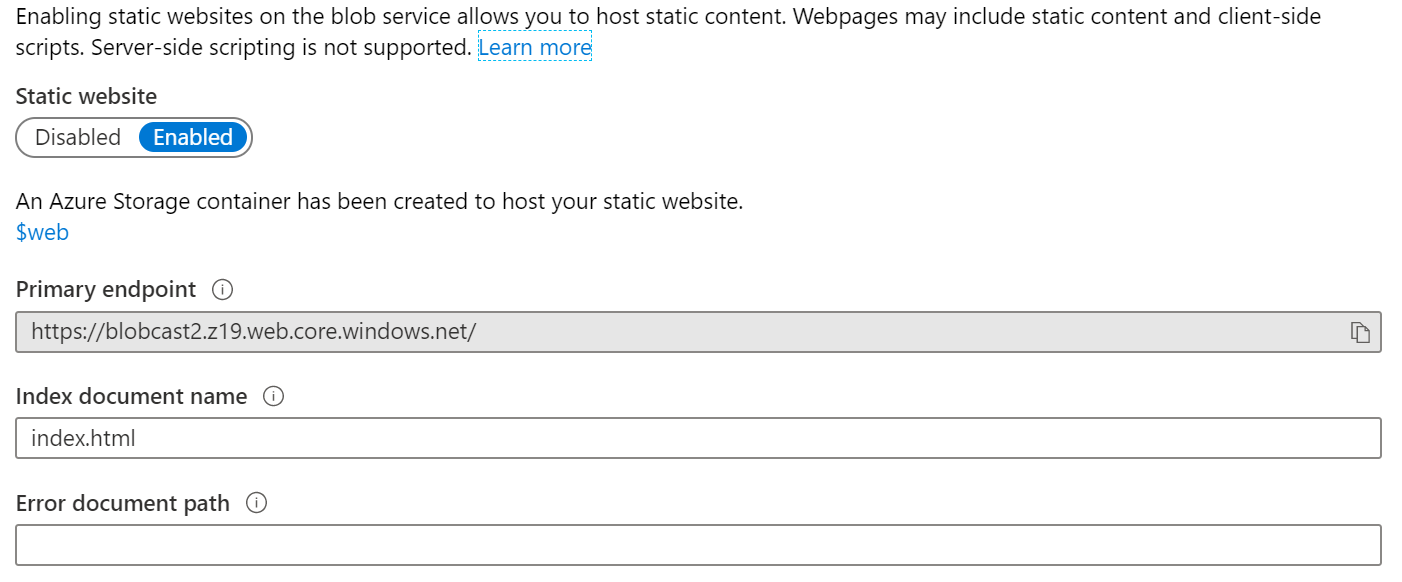 Enabling static websites on the blob service allows you to host static content. Webpages may include static content and client-side
scripts. Server-side scripting is not supported. Learn more
Static website
Disabled Enabled
An Azure Storage container has been created to host your static website.
$web
Primary endpoint
https://blobcast2.z19.web.core.windows.net/
Index document name
index.html
Error document path